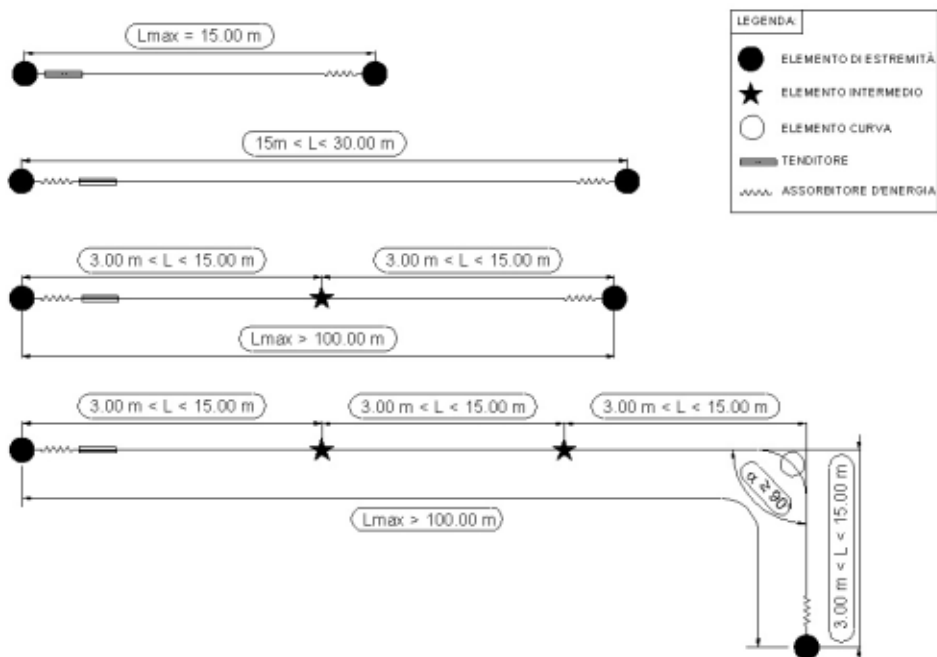 Lmax = 15.00 m
LEGENDA:
ELEMENTO DI ESTREMITÀ
ELEMENTO INTERMEDIO
ELEMENTO CURVA
TENDITORE
ASSORBITORE D'ENERGIA
15m < L< 30.00 m
3.00 m < L < 15.00 m
3.00 m < L < 15.00 m
Lmax > 100.00 m
3.00 m < L < 15.00 m
3.00 m < L < 15.00 m
3.00 m < L < 15.00 m
α ≥ 90
3.00 m < L < 15.00 m
Lmax > 100.00 m